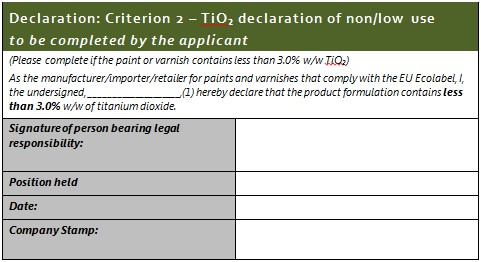 Declaration: Criterion 2 – TiO₂ declaration of non/low use
to be completed by the applicant
(Please complete if the paint or varnish contains less than 3.0% w/w TiO₂)
As the manufacturer/importer/retailer for paints and varnishes that comply with the EU Ecolabel, I,
the undersigned,___________________,(1) hereby declare that the product formulation contains less
than 3.0% w/w of titanium dioxide.
Signature of person bearing legal
responsibility:
Position held
Date:
Company Stamp: